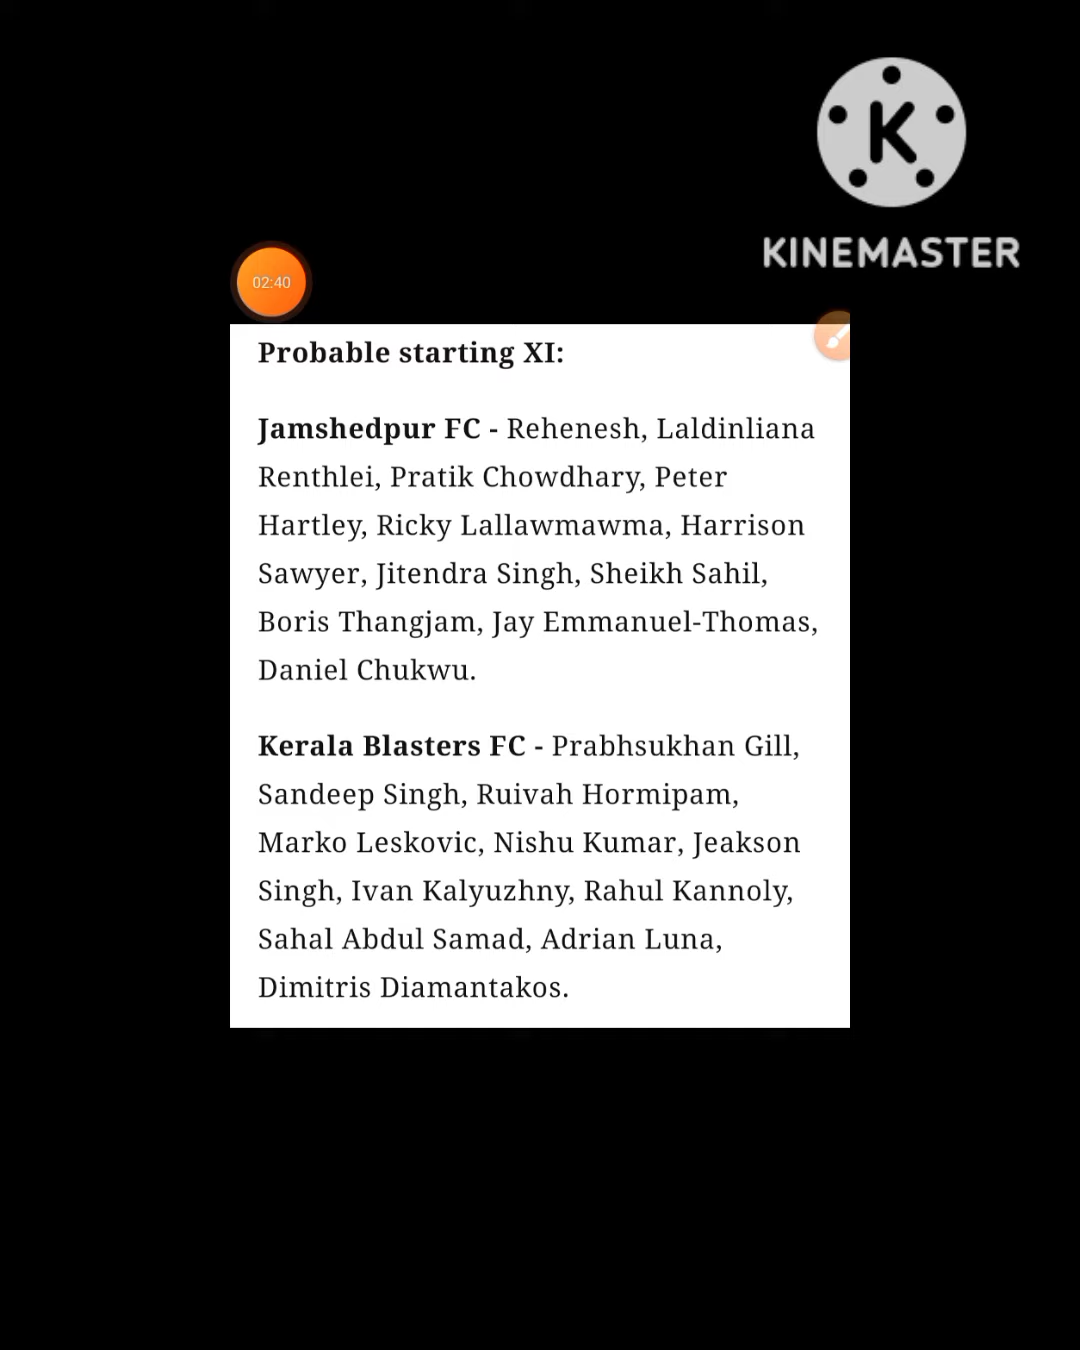 K
KINEMASTER
02:40
Probable starting XI:
Jamshedpur FC - Rehenesh, Laldinliana
Renthlei, Pratik Chowdhary, Peter
Hartley, Ricky Lallawmawma, Harrison
Sawyer, Jitendra Singh, Sheikh Sahil,
Boris Thangjam, Jay Emmanuel-Thomas,
Daniel Chukwu.
Kerala Blasters FC - Prabhsukhan Gill,
Sandeep Singh, Ruivah Hormipam,
Marko Leskovic, Nishu Kumar, Jeakson
Singh, Ivan Kalyuzhny, Rahul Kannoly,
Sahal Abdul Samad, Adrian Luna,
Dimitris Diamantakos.